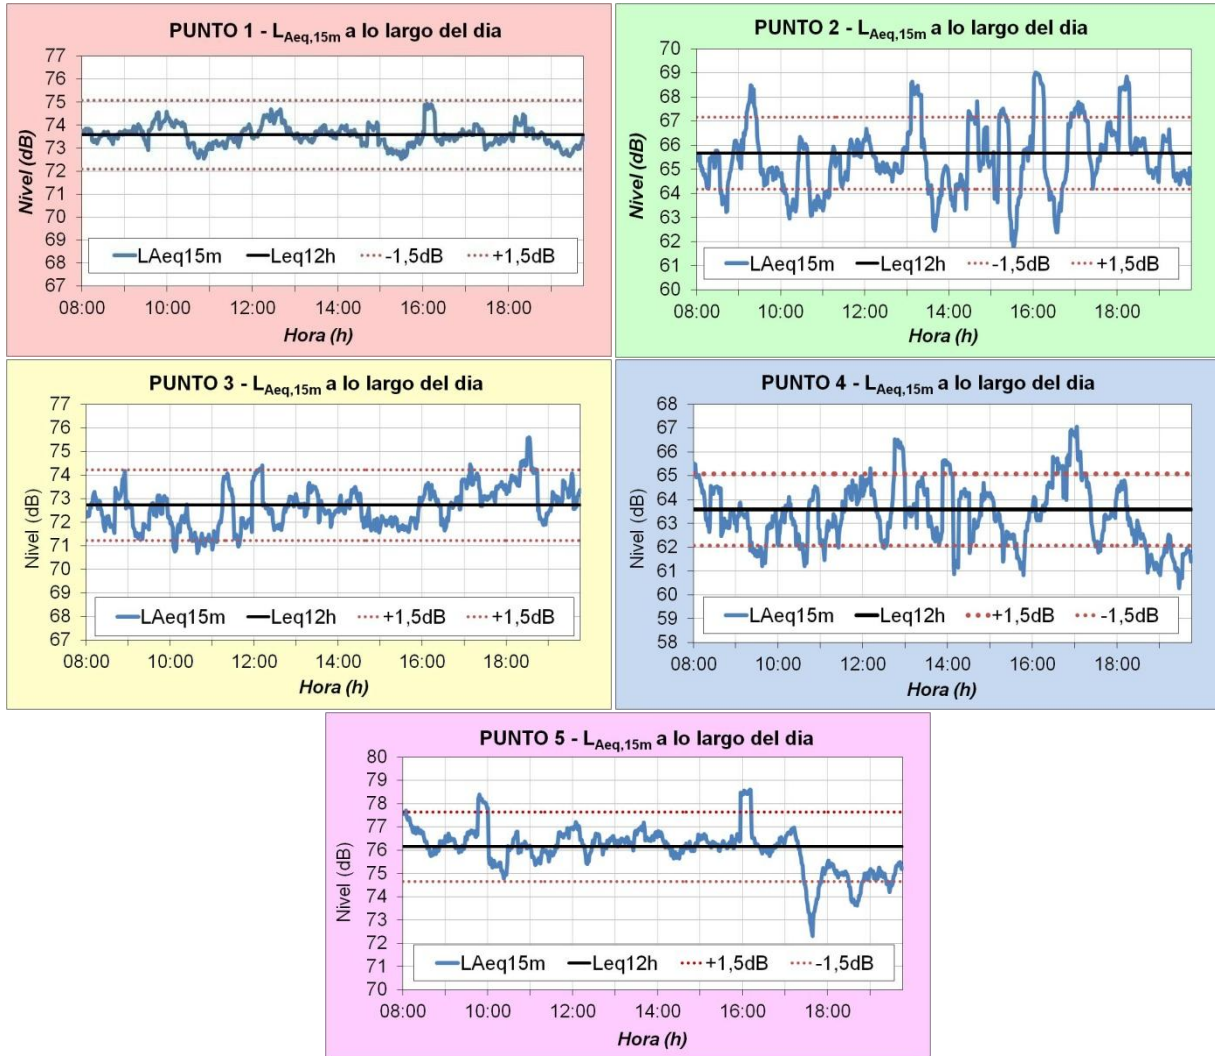 PUNTO 1 - LAeq,15m a lo largo del dia
77
76
75
74
73
72
71
70
69
68
67
Nivel (dB)
LAeq15m Leq12h -1,5dB +1,5dB
08:00 10:00 12:00 14:00 16:00 18:00
Hora (h)
PUNTO 2 - LAeq,15m a lo largo del dia
70
69
68
67
66
65
64
63
62
61
60
Nivel (dB)
LAeq15m Leq12h -1,5dB +1,5dB
08:00 10:00 12:00 14:00 16:00 18:00
Hora (h)
PUNTO 3 - LAeq,15m a lo largo del dia
77
76
75
74
73
72
71
70
69
68
67
Nivel (dB)
LAeq15m Leq12h +1,5dB +1,5dB
08:00 10:00 12:00 14:00 16:00 18:00
Hora (h)
PUNTO 4 - LAeq,15m a lo largo del dia
68
67
66
65
64
63
62
61
60
59
58
Nivel (dB)
LAeq15m Leq12h +1,5dB -1,5dB
08:00 10:00 12:00 14:00 16:00 18:00
Hora (h)
PUNTO 5 - LAeq,15m a lo largo del dia
80
79
78
77
76
75
74
73
72
71
70
Nivel (dB)
LAeq15m Leq12h +1,5dB -1,5dB
08:00 10:00 12:00 14:00 16:00 18:00
Hora (h)